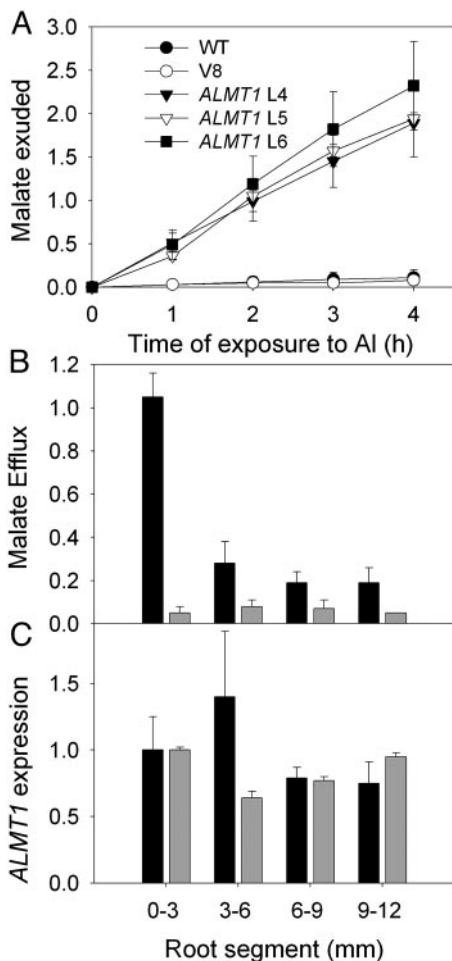 A
WT
V8
ALMT1 L4
ALMT1 L5
ALMT1 L6
Malate exuded
3.0
2.5
2.0
1.5
1.0
0.5
0.0
0 1 2 3 4
Time of exposure to Al (h)
B
Malate Efflux
1.2
1.0
0.8
0.6
0.4
0.2
0.0
C
ALMT1 expression
1.5
1.0
0.5
0.0
0-3 3-6 6-9 9-12
Root segment (mm)